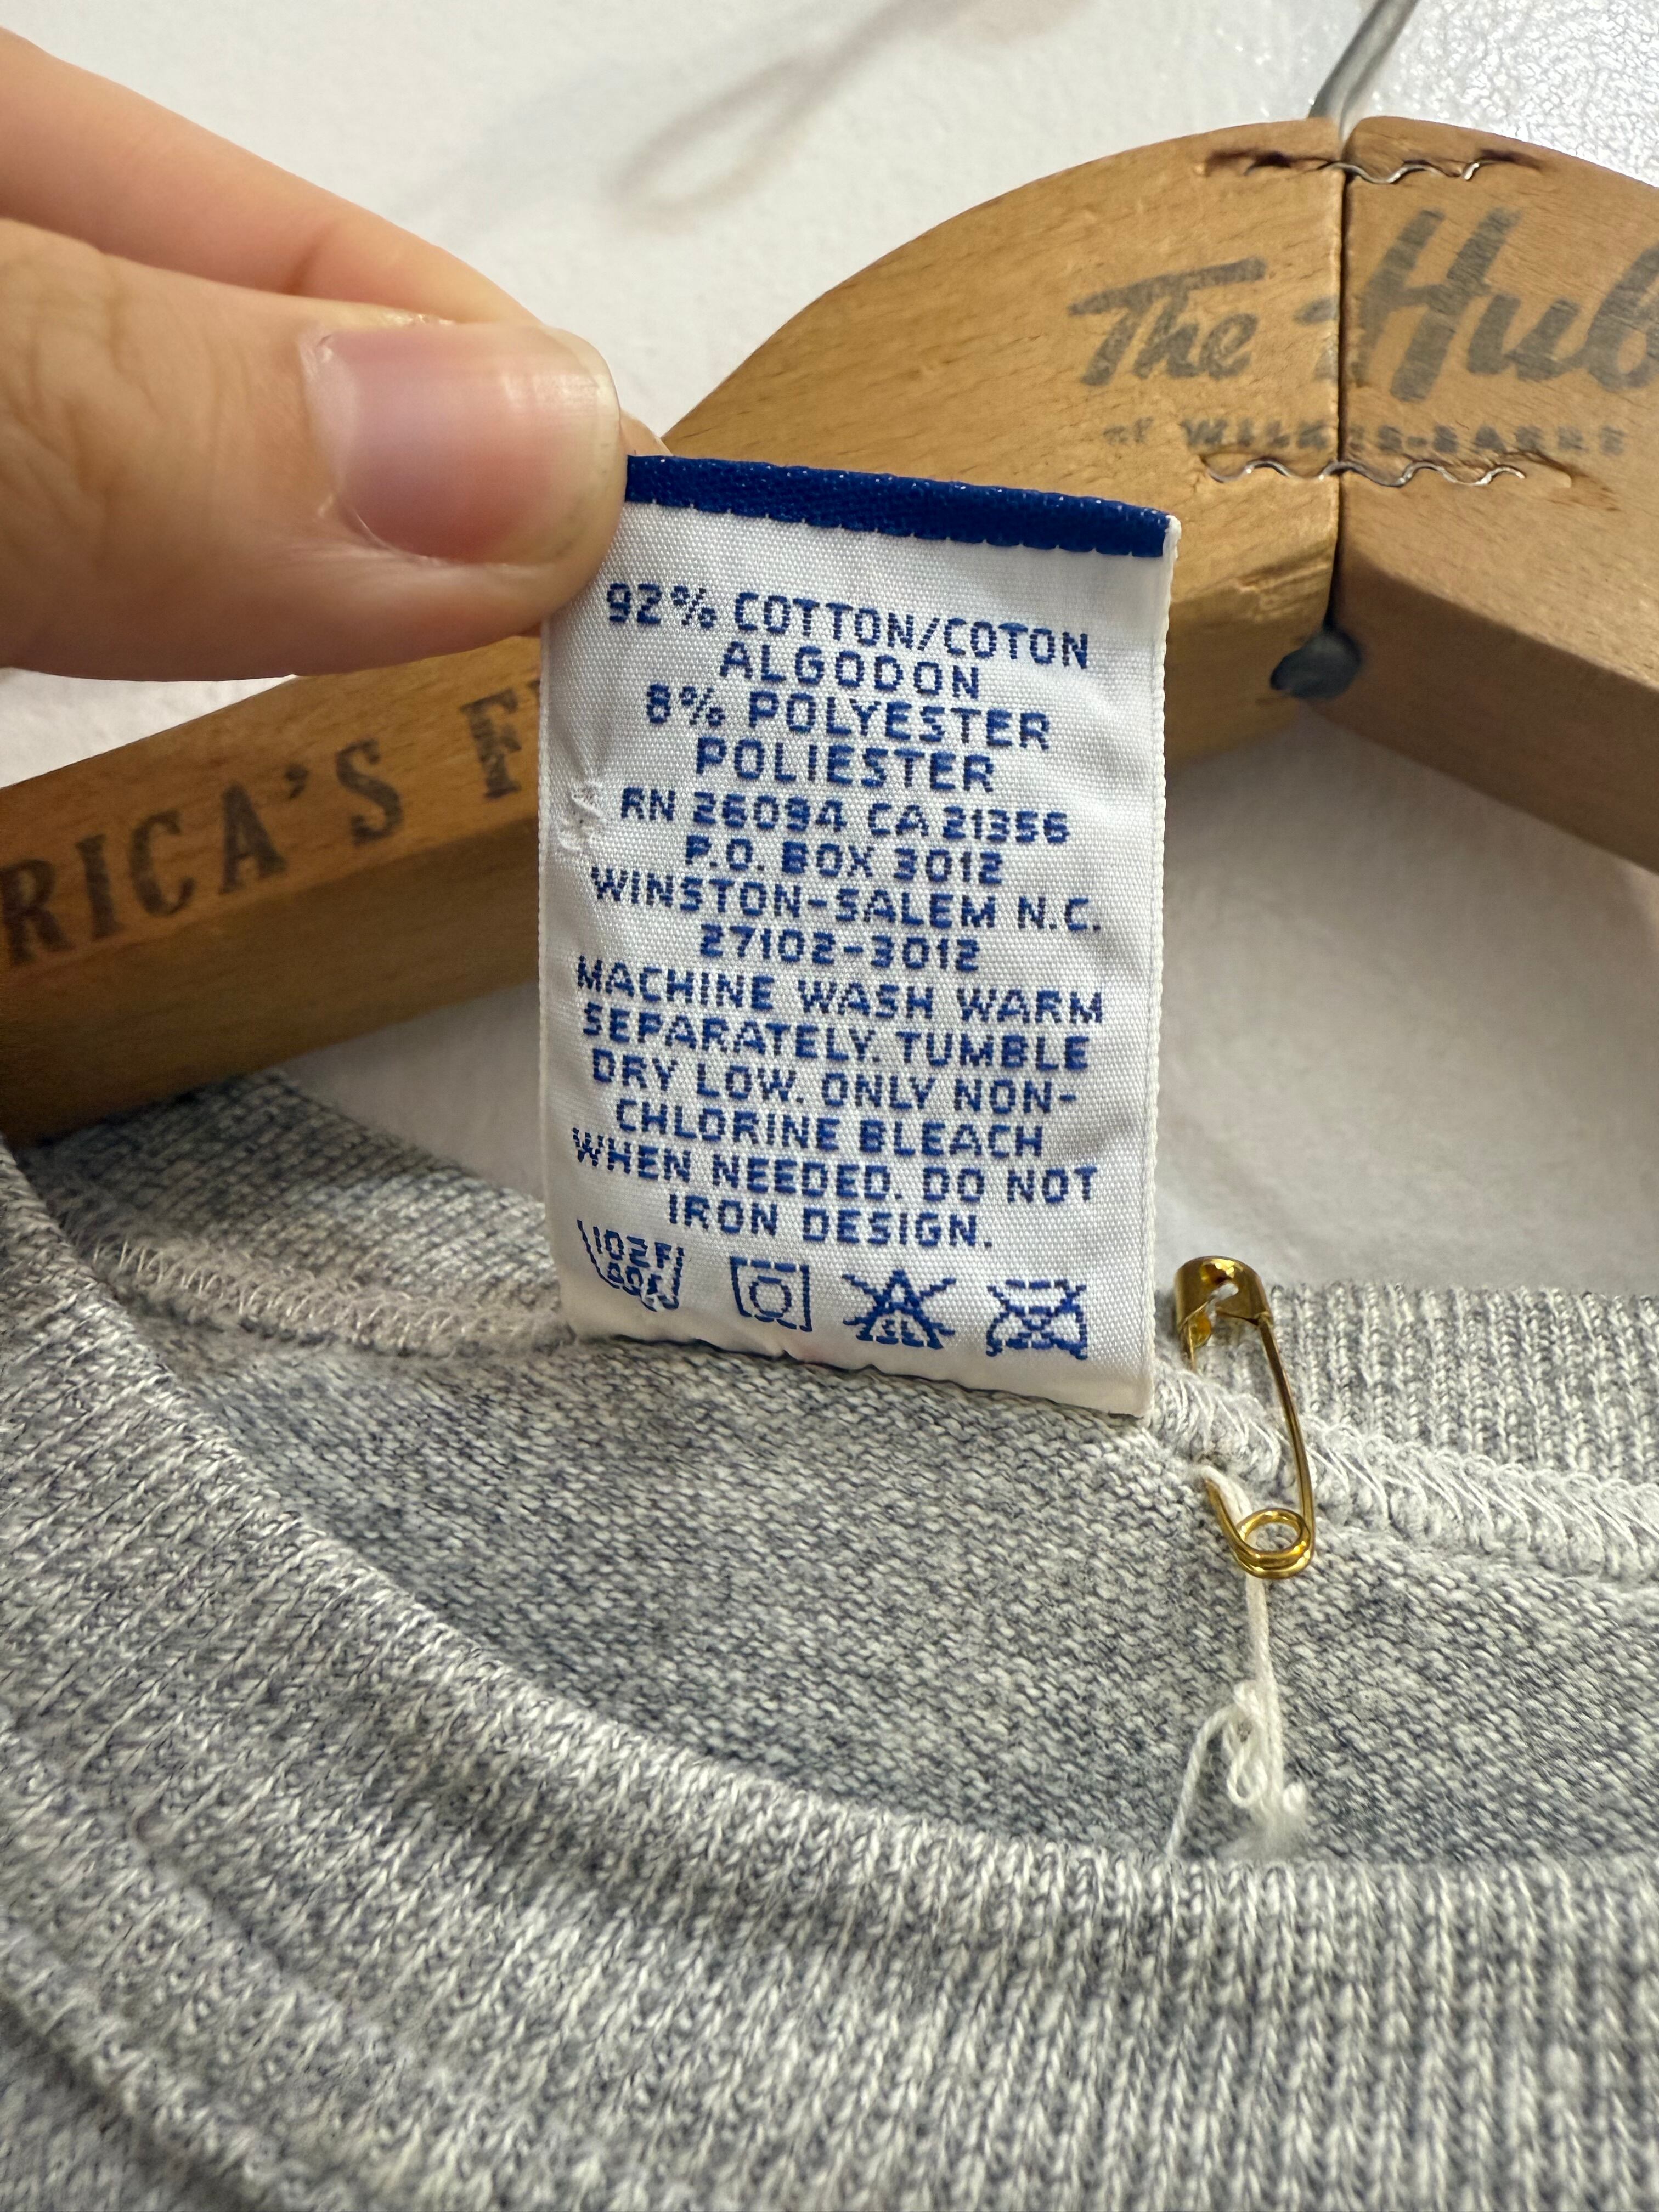 The Hub
OF WILKES-BARRE
RICA'S F
92% COTTON/COTON
ALGODON
8% POLYESTER
POLIESTER
RN 26094 CA 21356
P.O. BOX 3012
WINSTON-SALEM N.C.
27102-3012
MACHINE WASH WARM
SEPARATELY. TUMBLE
DRY LOW. ONLY NON-
CHLORINE BLEACH
WHEN NEEDED. DO NOT
IRON DESIGN.
102F
CL